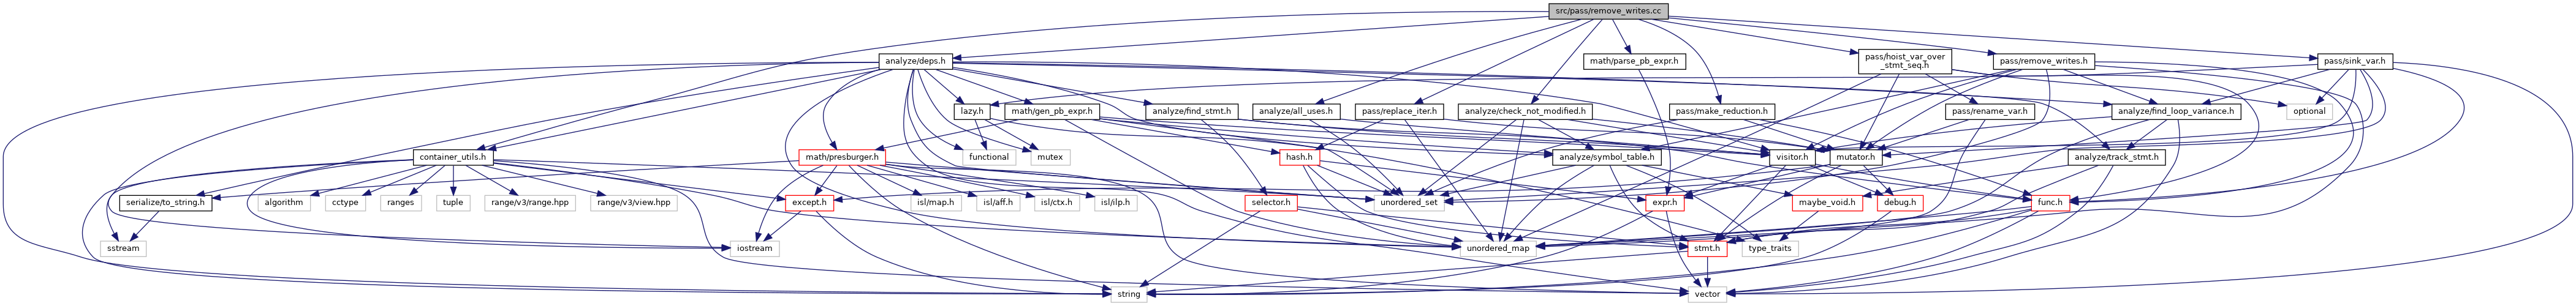 src/pass/remove_writes.cc
analyze/deps.h
math/parse_pb_expr.h
pass/hoist_var_over
_stmt_seq.h
pass/remove_writes.h
pass/sink_var.h
lazy.h
math/gen_pb_expr.h
analyze/find_stmt.h
analyze/all_uses.h
pass/replace_iter.h
analyze/check_not_modified.h
pass/make_reduction.h
pass/rename_var.h
optional
analyze/find_loop_variance.h
container_utils.h
math/presburger.h
functional
mutex
hash.h
analyze/symbol_table.h
visitor.h
mutator.h
analyze/track_stmt.h
serialize/to_string.h
algorithm
cctype
ranges
tuple
range/v3/range.hpp
range/v3/view.hpp
except.h
isl/map.h
isl/aff.h
isl/ctx.h
isl/ilp.h
selector.h
unordered_set
expr.h
maybe_void.h
debug.h
func.h
sstream
iostream
unordered_map
stmt.h
type_traits
string
vector